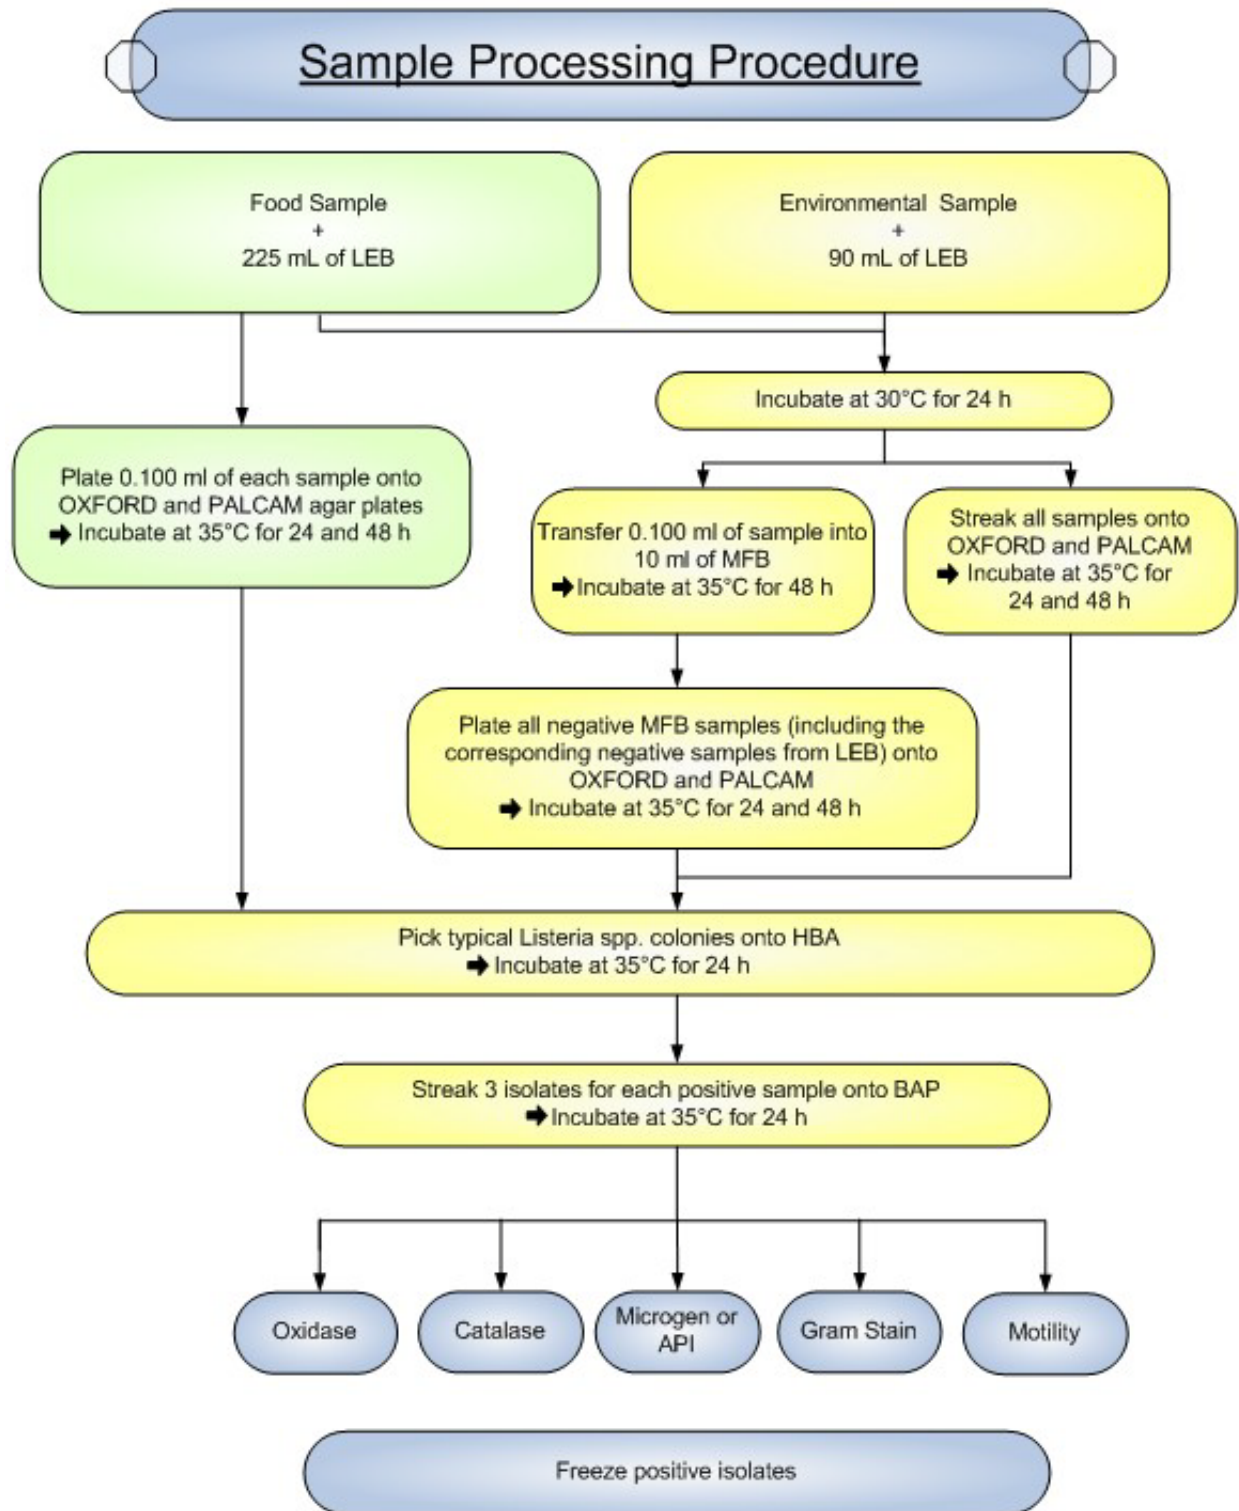 Sample Processing Procedure
Food Sample
+
225 mL of LEB
Environmental Sample
+
90 mL of LEB
Incubate at 30°C for 24 h
Plate 0.100 ml of each sample onto
OXFORD and PALCAM agar plates
➡ Incubate at 35°C for 24 and 48 h
Transfer 0.100 ml of sample into
10 ml of MFB
➡ Incubate at 35°C for 48 h
Streak all samples onto
OXFORD and PALCAM
➡ Incubate at 35°C for
24 and 48 h
Plate all negative MFB samples (including the
corresponding negative samples from LEB) onto
OXFORD and PALCAM
➡ Incubate at 35°C for 24 and 48 h
Pick typical Listeria spp. colonies onto HBA
➡ Incubate at 35°C for 24 h
Streak 3 isolates for each positive sample onto BAP
➡ Incubate at 35°C for 24 h
Oxidase
Catalase
Microgen or
API
Gram Stain
Motility
Freeze positive isolates